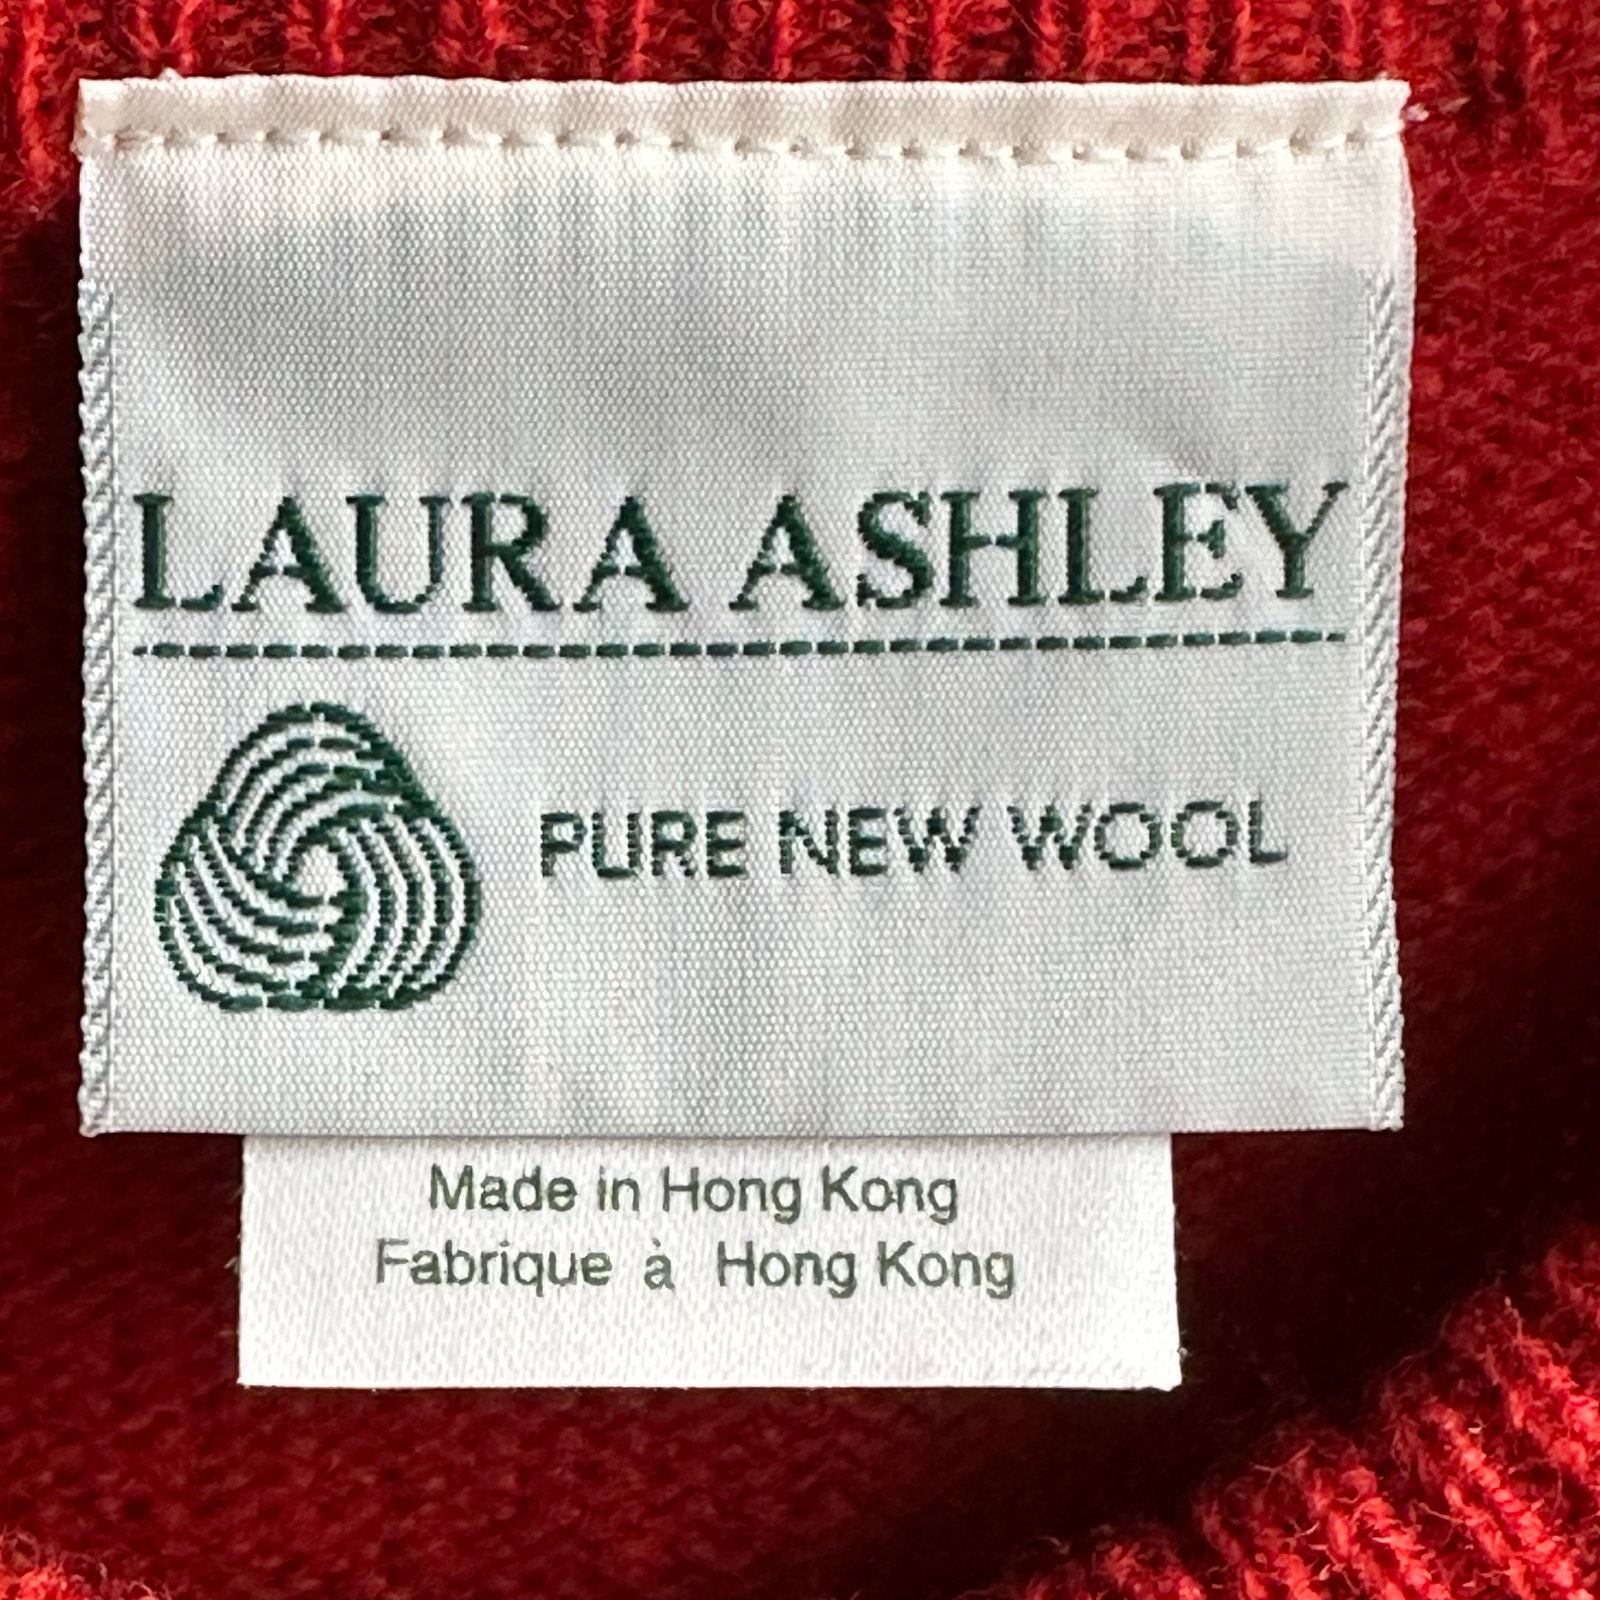 LAURA ASHLEY
PURE NEW WOOL
Made in Hong Kong
Fabrique à Hong Kong